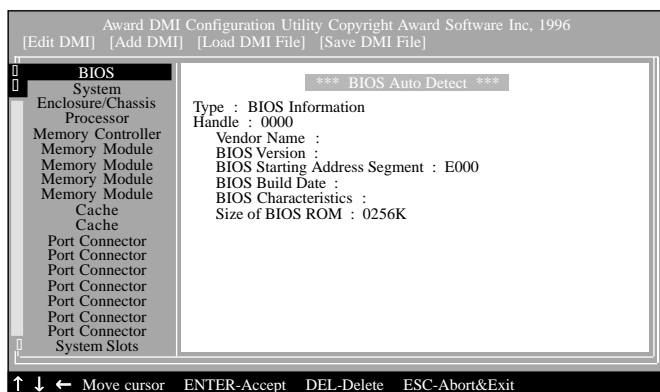 Award DMI Configuration Utility Copyright Award Software Inc, 1996
[Edit DMI] [Add DMI] [Load DMI File] [Save DMI File]
BIOS
System
Enclosure/Chassis
Processor
Memory Controller
Memory Module
Memory Module
Memory Module
Memory Module
Cache
Cache
Port Connector
Port Connector
Port Connector
Port Connector
Port Connector
Port Connector
Port Connector
System Slots
*** BIOS Auto Detect ***
Type : BIOS Information
Handle : 0000
Vendor Name :
BIOS Version :
BIOS Starting Address Segment : E000
BIOS Build Date :
BIOS Characteristics :
Size of BIOS ROM : 0256K
↑ ↓ ← Move cursor ENTER-Accept DEL-Delete ESC-Abort&Exit